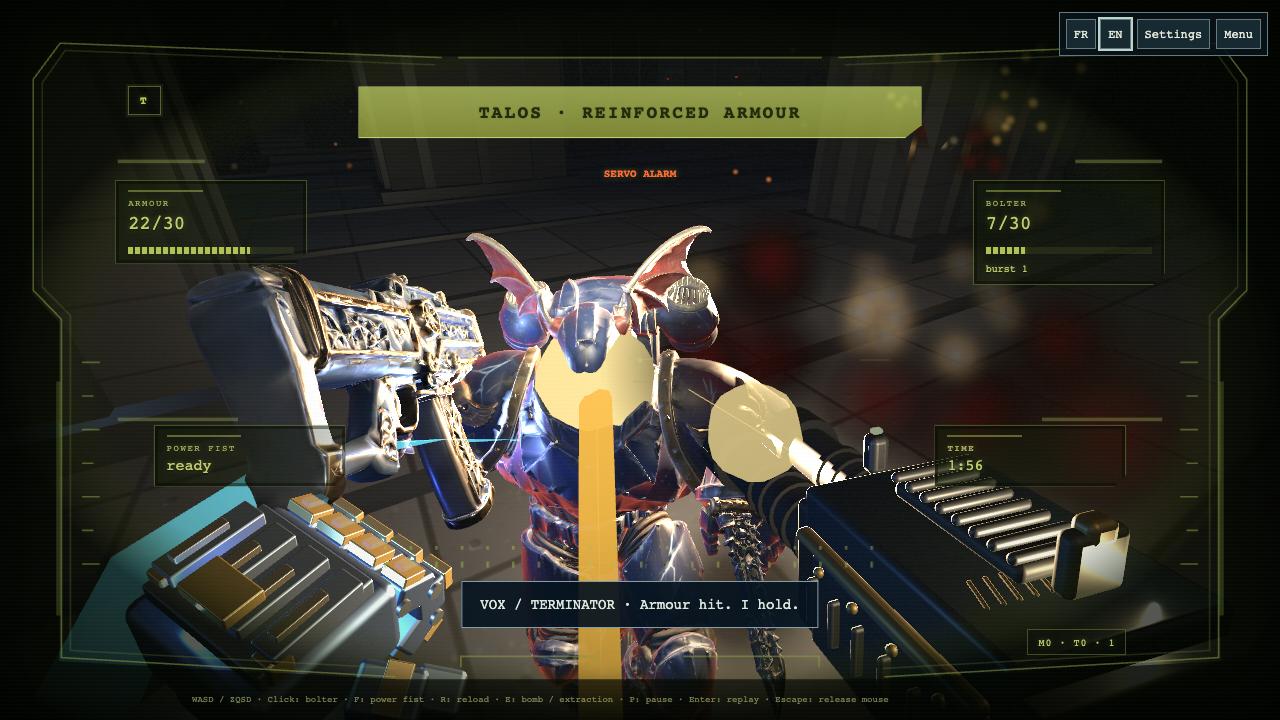 FR EN Settings Menu
T
TALOS · REINFORCED ARMOUR
SERVO ALARM
ARMOUR
22/30
BOLTER
7/30
burst 1
POWER FIST
ready
TIME
1:56
VOX / TERMINATOR · Armour hit. I hold.
M0 · T0 · 1
WASD / ZQSD · Click: bolter · F: power fist · R: reload · E: bomb / extraction · P: pause · Enter: replay · Escape: release mouse